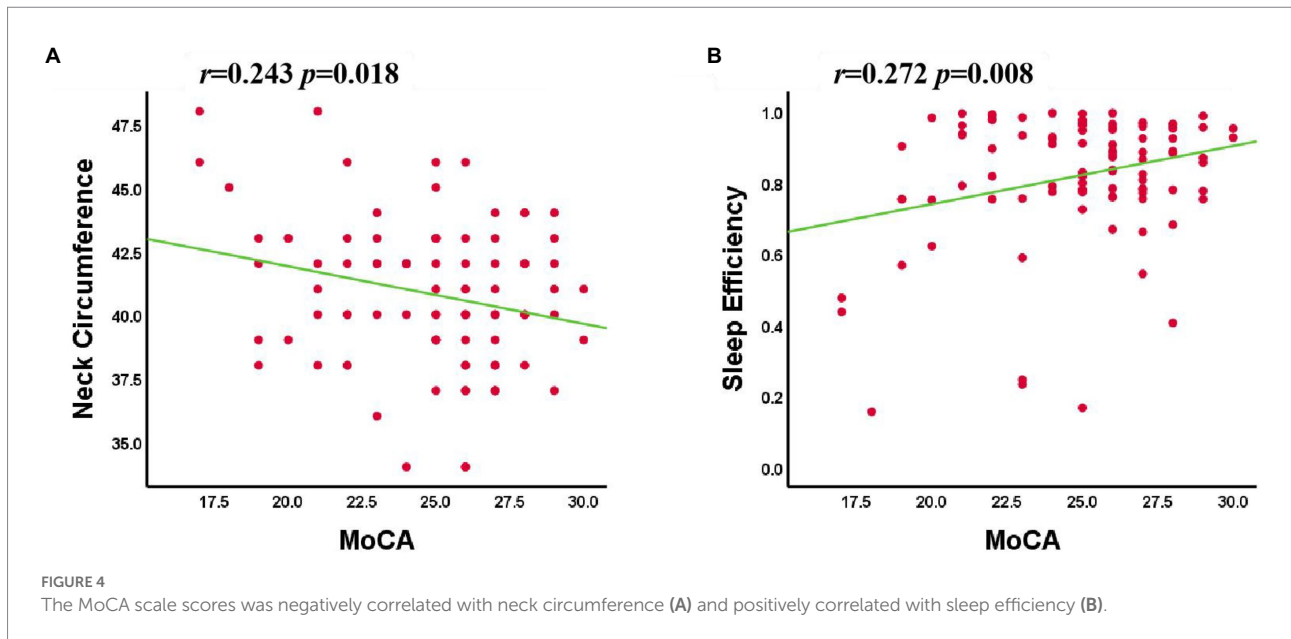 A
r=0.243 p=0.018
47.5
45.0
42.5
40.0
37.5
35.0
Neck Circumference
17.5 20.0 22.5 25.0 27.5 30.0
MoCA
B
r=0.272 p=0.008
1.0
0.8
0.6
0.4
0.2
0.0
Sleep Efficiency
17.5 20.0 22.5 25.0 27.5 30.0
MoCA
FIGURE 4
The MoCA scale scores was negatively correlated with neck circumference (A) and positively correlated with sleep efficiency (B).